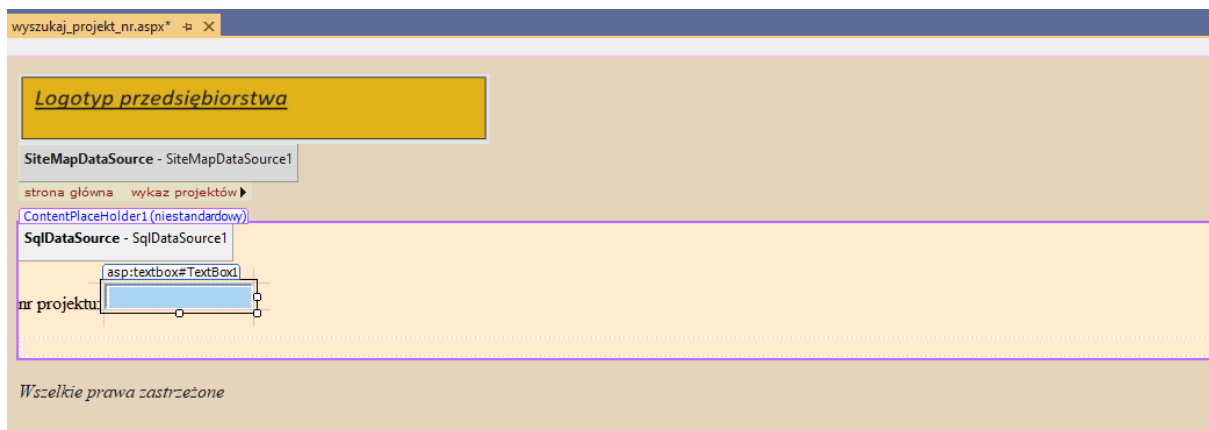 wyszukaj_projekt_nr.aspx*
Logotyp przedsiębiorstwa
SiteMapDataSource - SiteMapDataSource1
strona główna wykaz projektów
ContentPlaceHolder1 (niestandardowy)
SqlDataSource - SqlDataSource1
asp:textbox#TextBox1
nr projektu:
Wszelkie prawa zastrzeżone